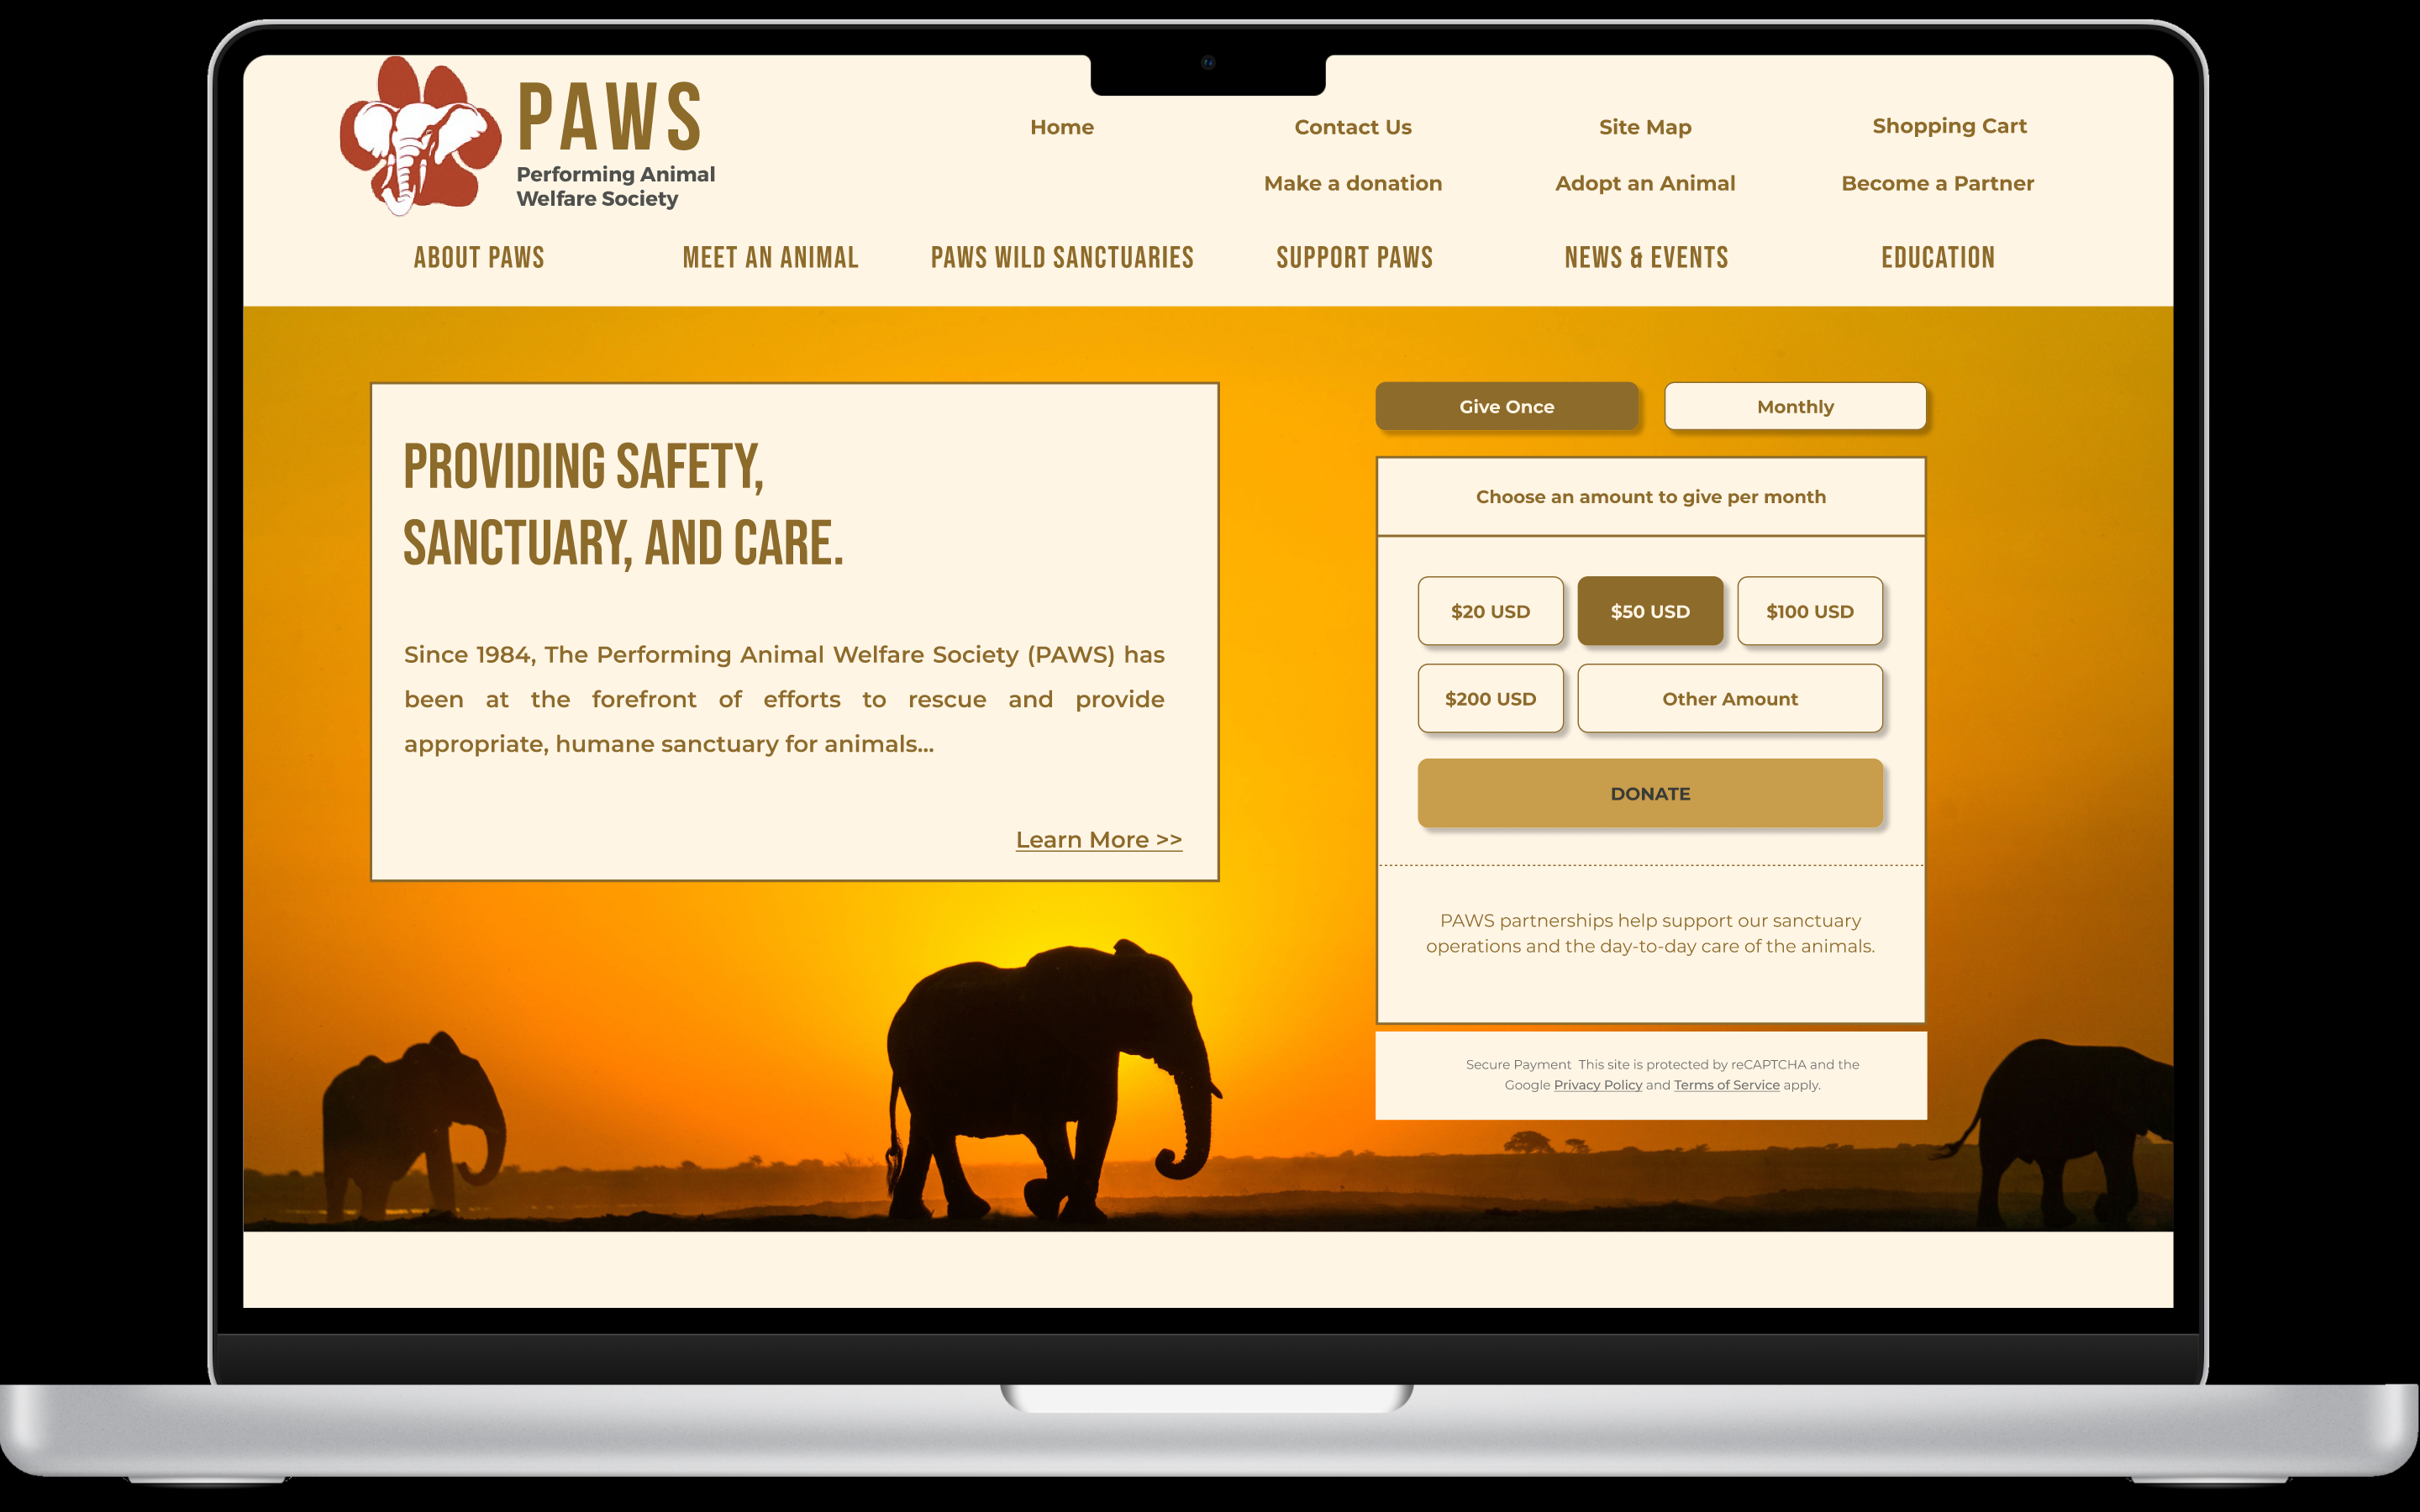 PAWS
Performing Animal
Welfare Society
Home
Contact Us
Site Map
Shopping Cart
Make a donation
Adopt an Animal
Become a Partner
ABOUT PAWS
MEET AN ANIMAL
PAWS WILD SANCTUARIES
SUPPORT PAWS
NEWS & EVENTS
EDUCATION
PROVIDING SAFETY,
SANCTUARY, AND CARE.
Since 1984, The Performing Animal Welfare Society (PAWS) has
been at the forefront of efforts to rescue and provide
appropriate, humane sanctuary for animals...
Learn More >>
Give Once
Monthly
Choose an amount to give per month
$20 USD
$50 USD
$100 USD
$200 USD
Other Amount
DONATE
PAWS partnerships help support our sanctuary
operations and the day-to-day care of the animals.
Secure Payment  This site is protected by reCAPTCHA and the
Google Privacy Policy and Terms of Service apply.